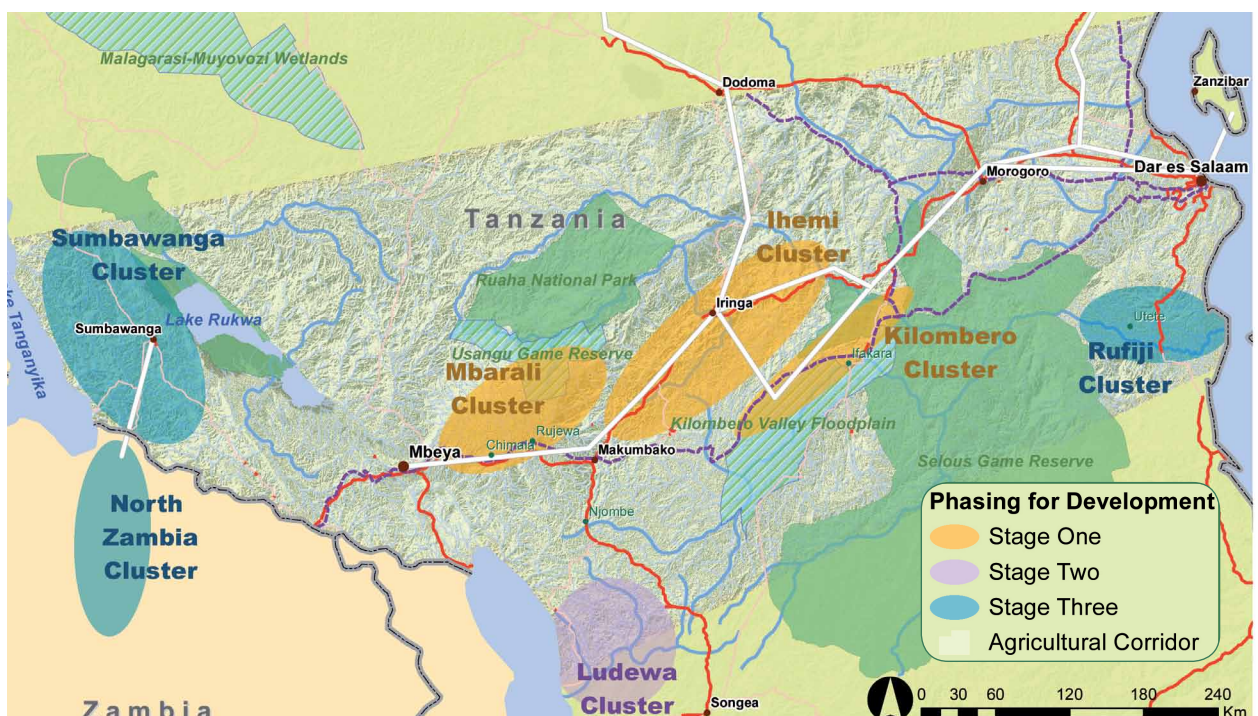 Malagarasi-Muyovozi Wetlands
Dodoma
Zanzibar
Dar es Salaam
Morogoro
Tanzania
Ihemi
Cluster
Sumbawanga
Cluster
Ruaha National Park
Iringa
Lake Rukwa
Sumbawanga
ke Tanganyika
Utete
Usangu Game Reserve
Ifakara
Kilombero
Cluster
Rufiji
Cluster
Mbarali
Cluster
Kilombero Valley Floodplain
Rujewa
Chimala
Makumbako
Mbeya
Selous Game Reserve
North
Zambia
Cluster
Njombe
Phasing for Development
Stage One
Stage Two
Stage Three
Agricultural Corridor
Ludewa
Cluster
Songea
Zambia
0 30 60 120 180 240
Km